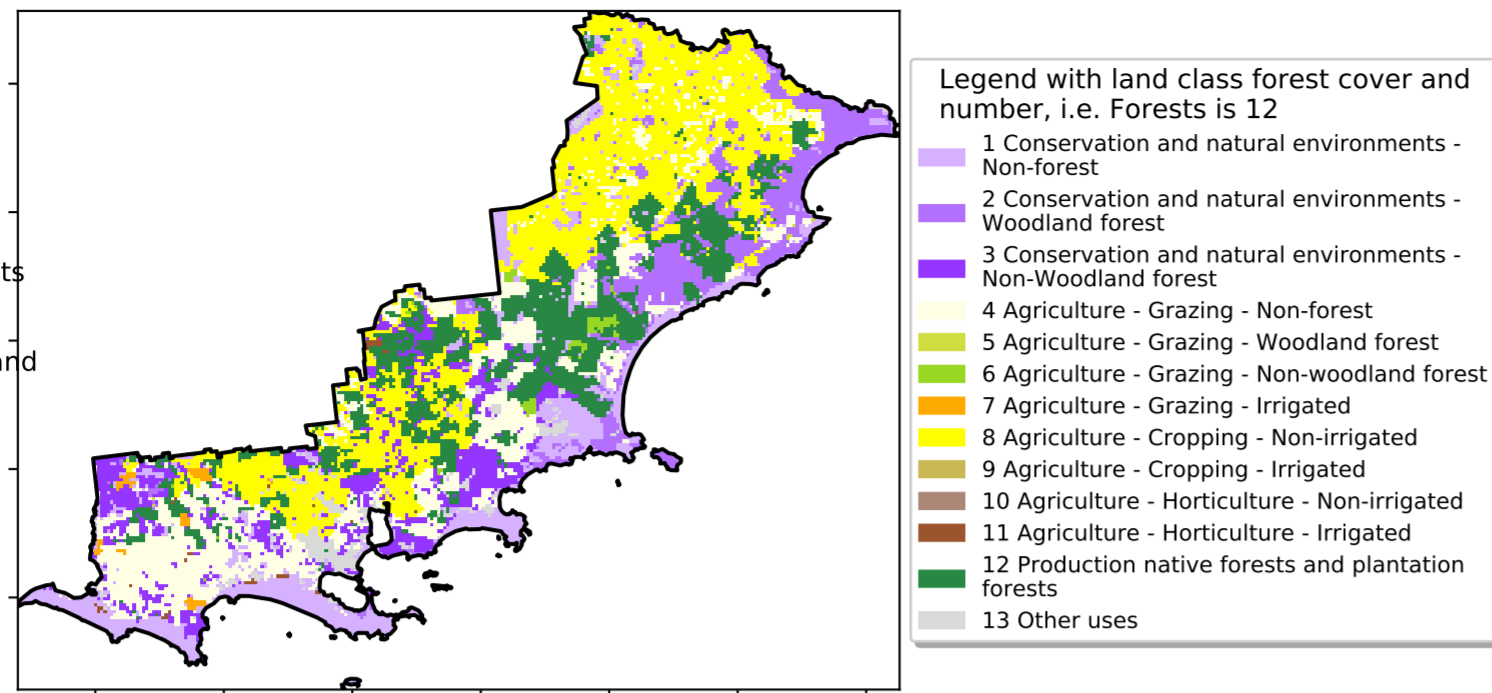 ts
and
Legend with land class forest cover and
number, i.e. Forests is 12
1 Conservation and natural environments -
Non-forest
2 Conservation and natural environments -
Woodland forest
3 Conservation and natural environments -
Non-Woodland forest
4 Agriculture - Grazing - Non-forest
5 Agriculture - Grazing - Woodland forest
6 Agriculture - Grazing - Non-woodland forest
7 Agriculture - Grazing - Irrigated
8 Agriculture - Cropping - Non-irrigated
9 Agriculture - Cropping - Irrigated
10 Agriculture - Horticulture - Non-irrigated
11 Agriculture - Horticulture - Irrigated
12 Production native forests and plantation
forests
13 Other uses